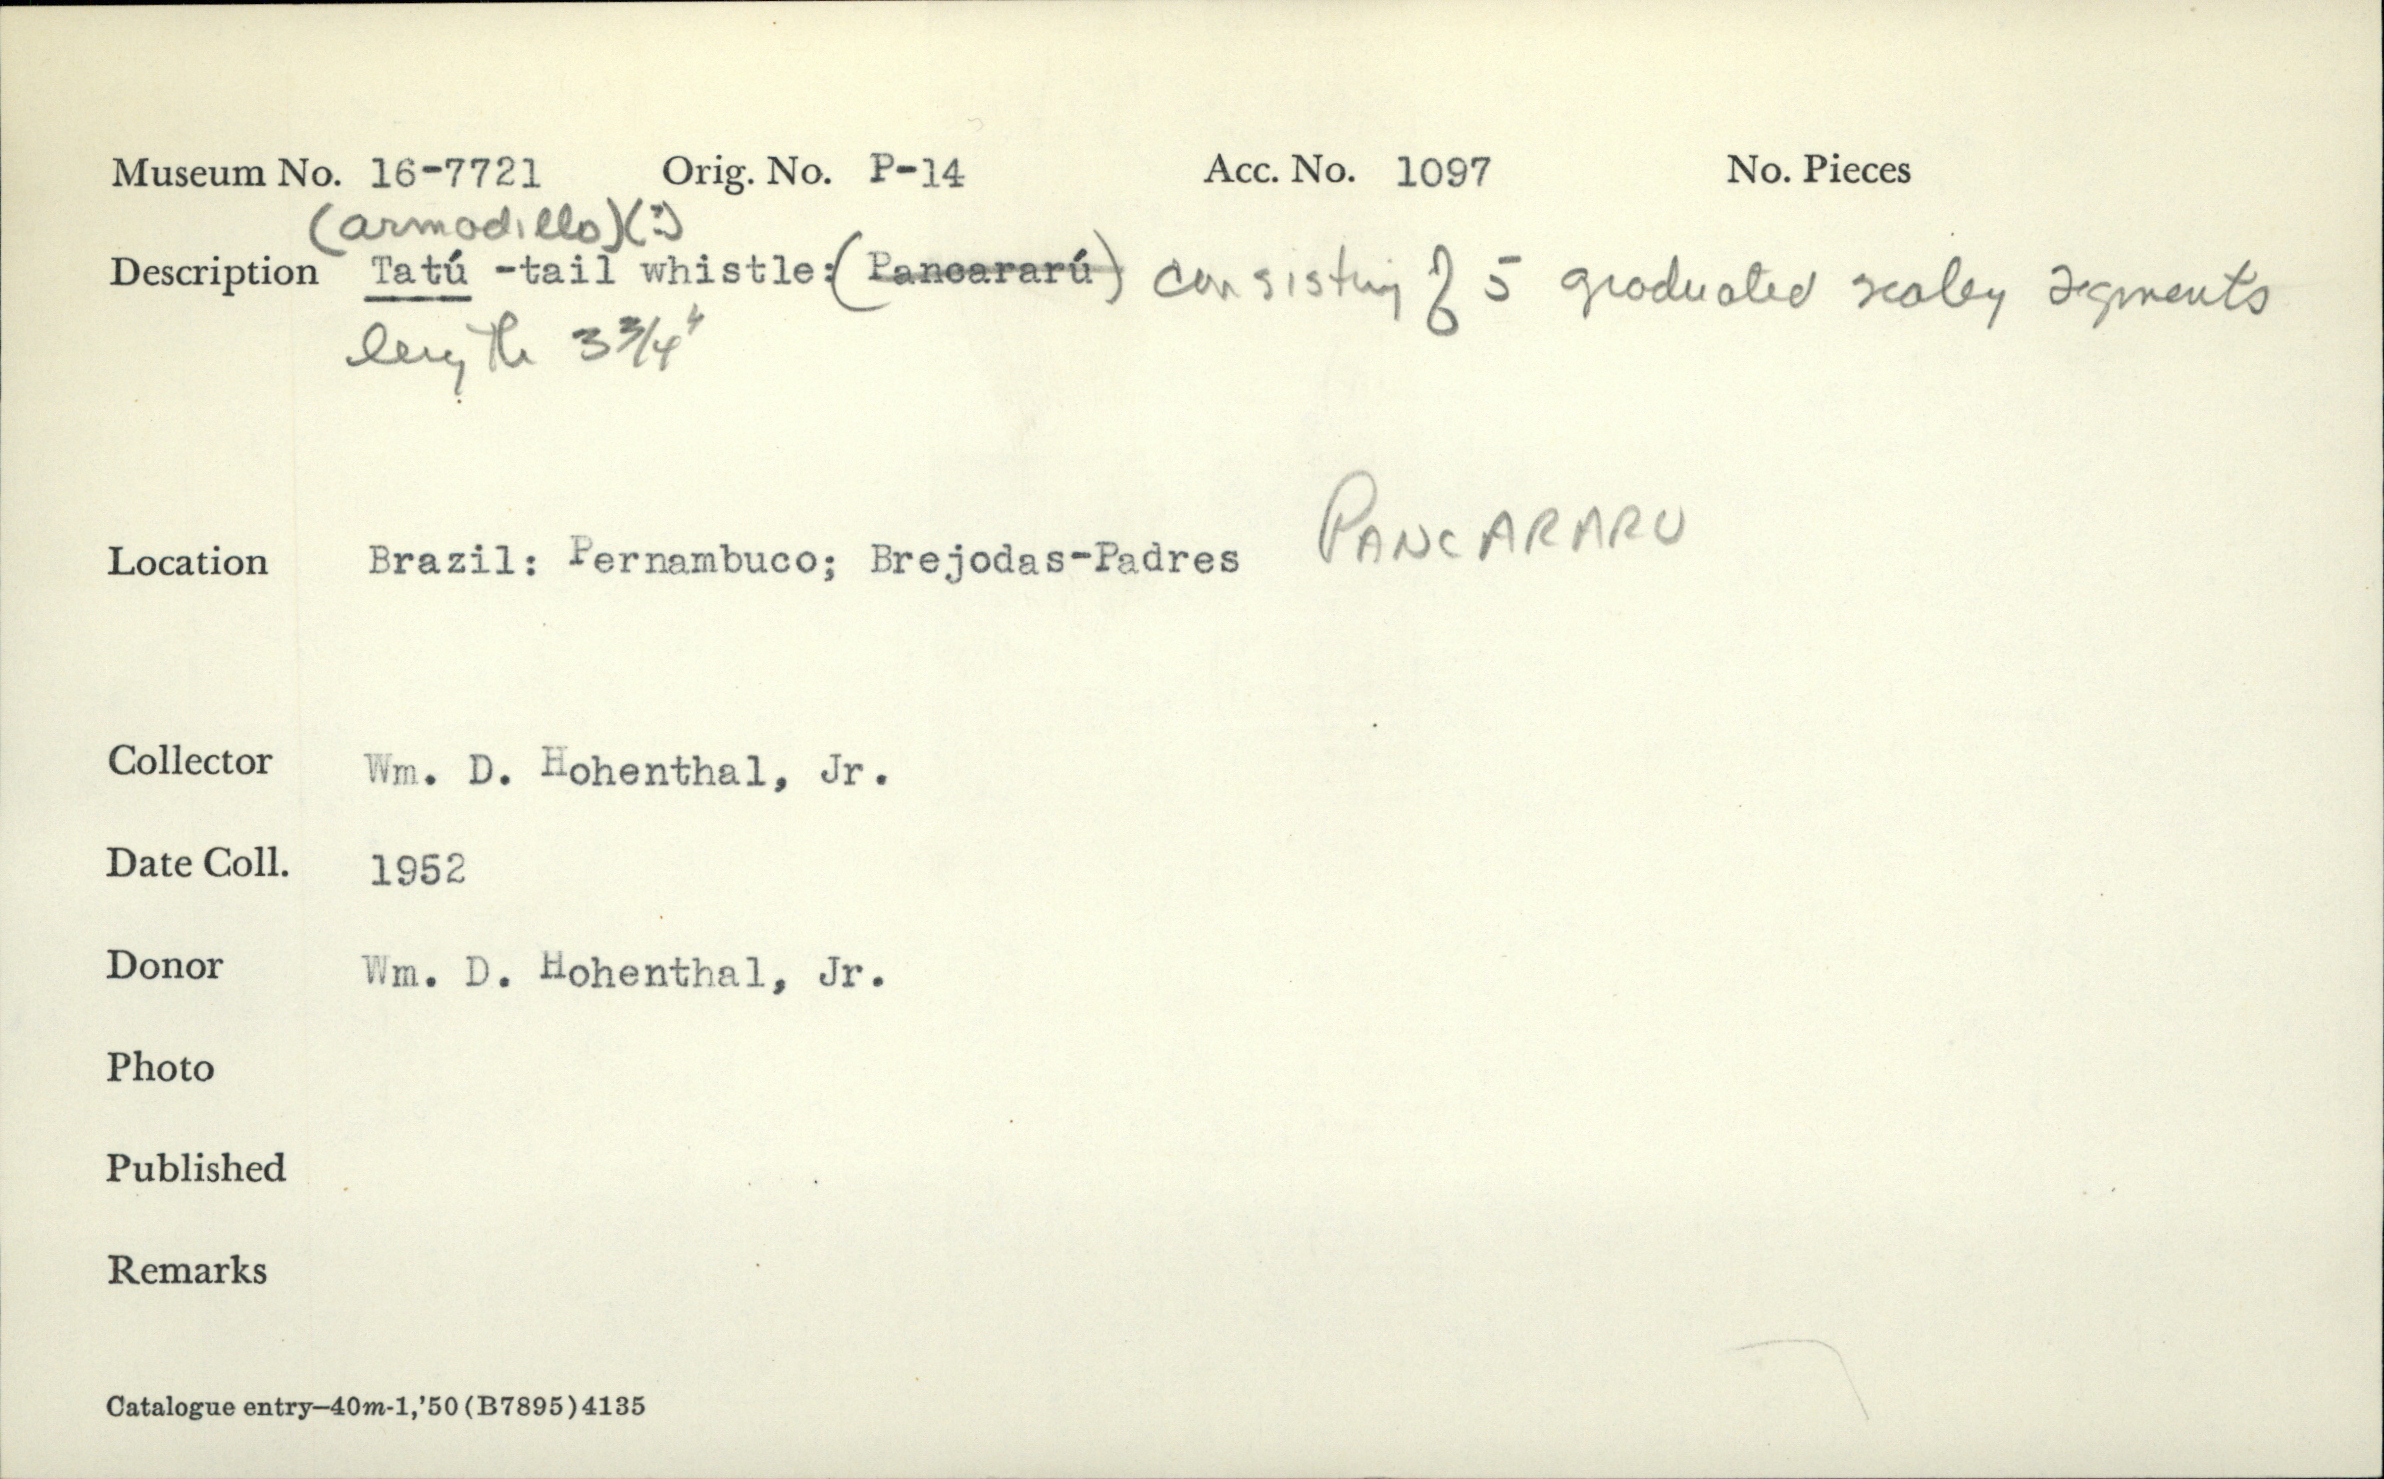 Museum No. 16-7721 Orig. No. P-14 Acc. No. 1097 No. Pieces
(armadillo)(?)
Description Tatú -tail whistle:(Pancararú) consisting of 5 graduated scaley segments
length 3 3/4"
PANCARARU
Location Brazil: Pernambuco; Brejodas-Padres
Collector Wm. D. Hohenthal, Jr.
Date Coll. 1952
Donor Wm. D. Hohenthal, Jr.
Photo
Published
Remarks
Catalogue entry—40m-1,'50(B7895)4135